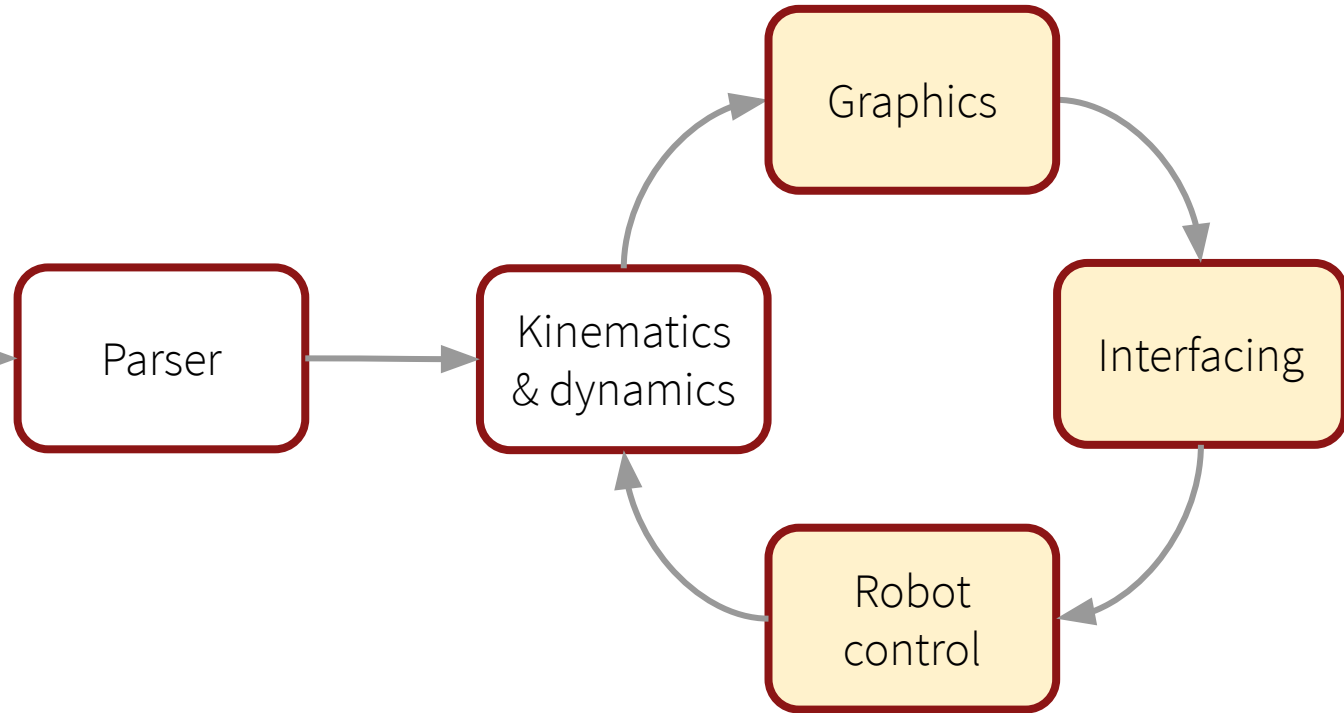 Graphics
Parser
Kinematics
& dynamics
Interfacing
Robot
control